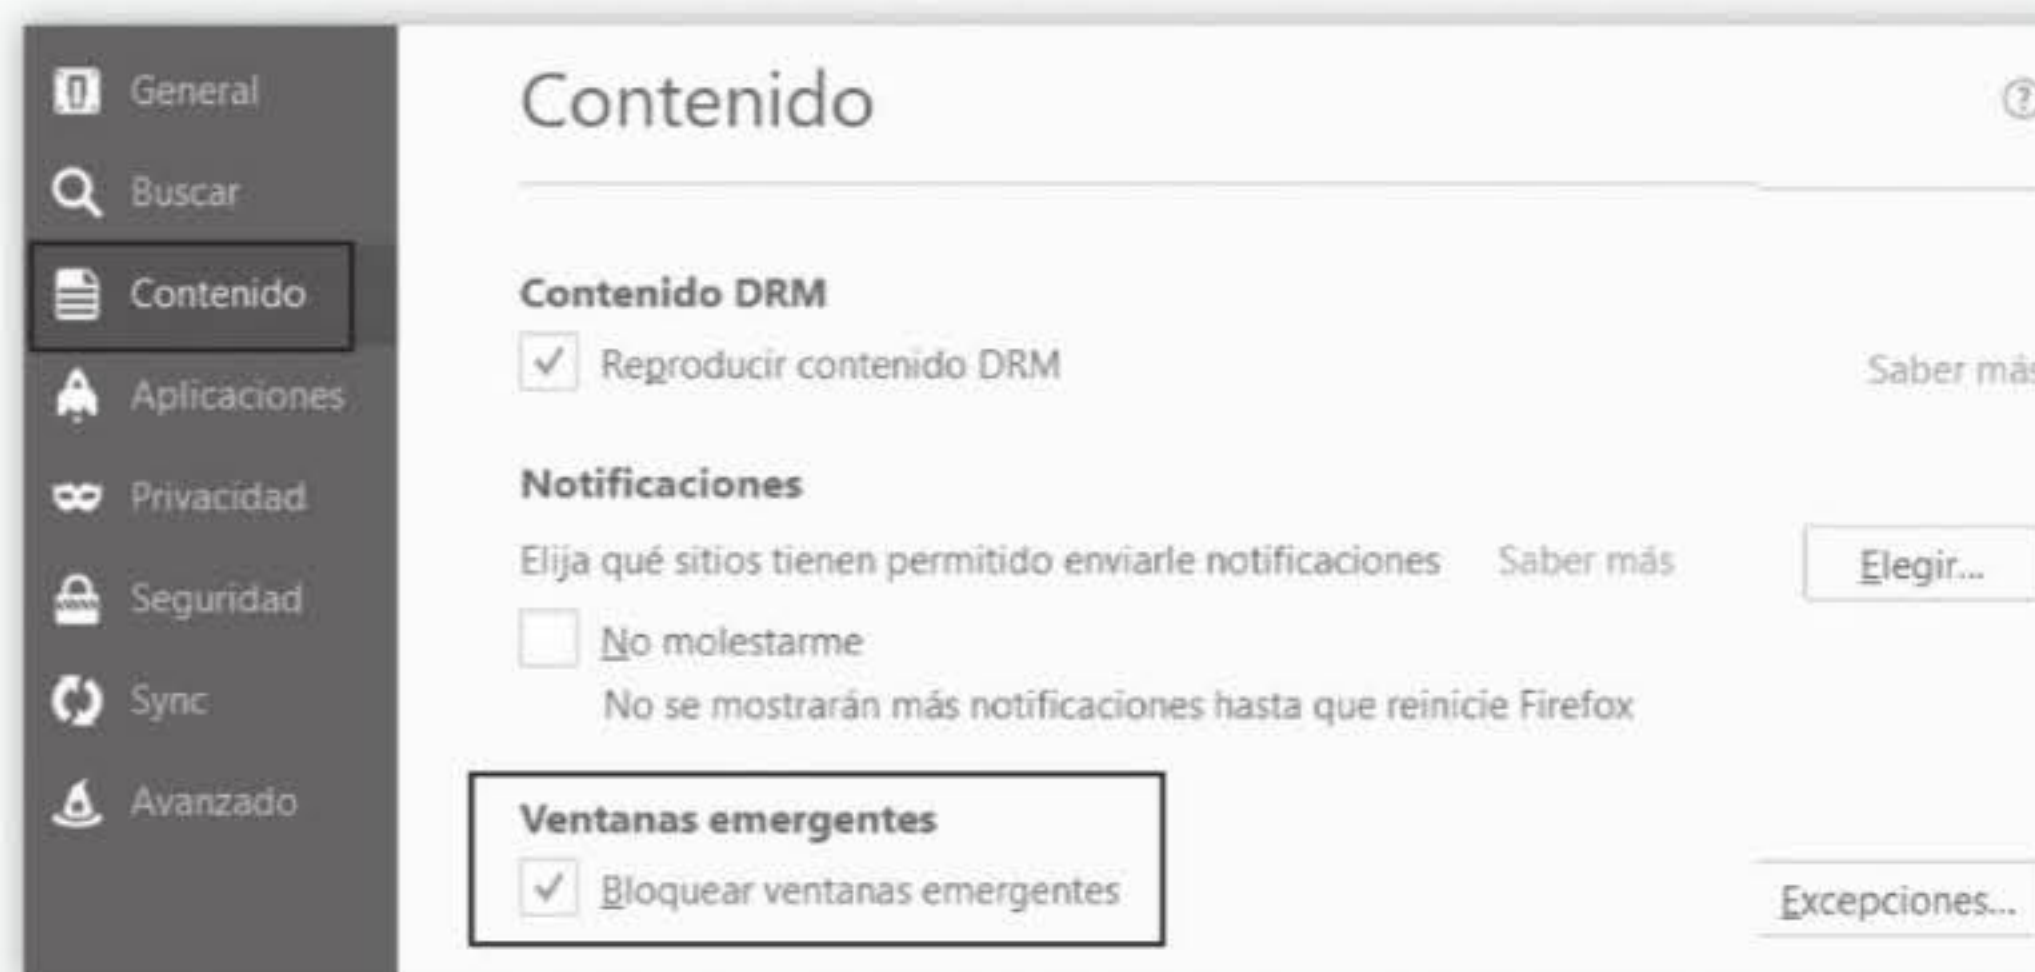 General
Buscar
Contenido
Aplicaciones
Privacidad
Seguridad
Sync
Avanzado
Contenido
Contenido DRM
Reproducir contenido DRM
Saber más
Notificaciones
Elija qué sitios tienen permitido enviarle notificaciones Saber más Elegir...
No molestarme
No se mostrarán más notificaciones hasta que reinicie Firefox
Ventanas emergentes
Bloquear ventanas emergentes
Excepciones...